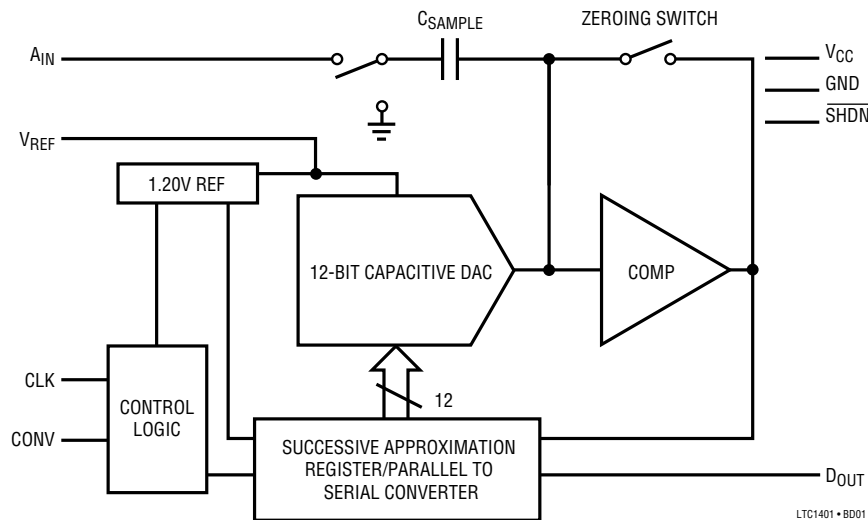 CSAMPLE
ZEROING SWITCH
AIN
VCC
GND
SHDN
VREF
1.20V REF
12-BIT CAPACITIVE DAC
COMP
CLK
12
CONTROL
LOGIC
CONV
SUCCESSIVE APPROXIMATION
REGISTER/PARALLEL TO
SERIAL CONVERTER
DOUT
LTC1401 • BD01